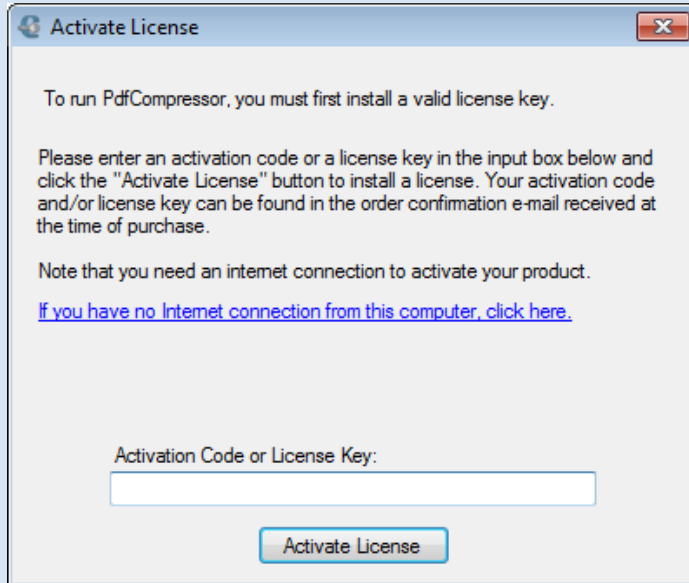 Activate License
To run PdfCompressor, you must first install a valid license key.
Please enter an activation code or a license key in the input box below and
click the "Activate License" button to install a license. Your activation code
and/or license key can be found in the order confirmation e-mail received at
the time of purchase.
Note that you need an internet connection to activate your product.
If you have no Internet connection from this computer, click here.
Activation Code or License Key:
Activate License